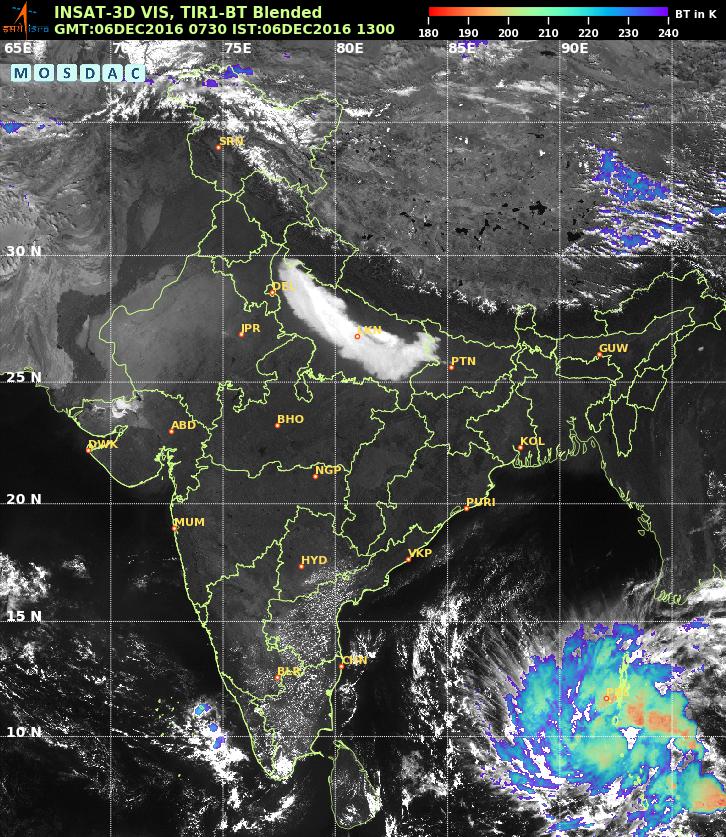 INSAT-3D VIS, TIR1-BT Blended
GMT:06DEC2016 0730 IST:06DEC2016 1300
BT in K
180 190 200 210 220 230 240
65E 70E 75E 80E 85E 90E
MOSDAC
SRN
30 N
DEL
JPR LKN
GUW
PTN
25 N
ABD BHO
DWK KOL
NGP
20 N PURI
MUM
VKP
HYD
15 N
CHN
BLR
PBL
10 N